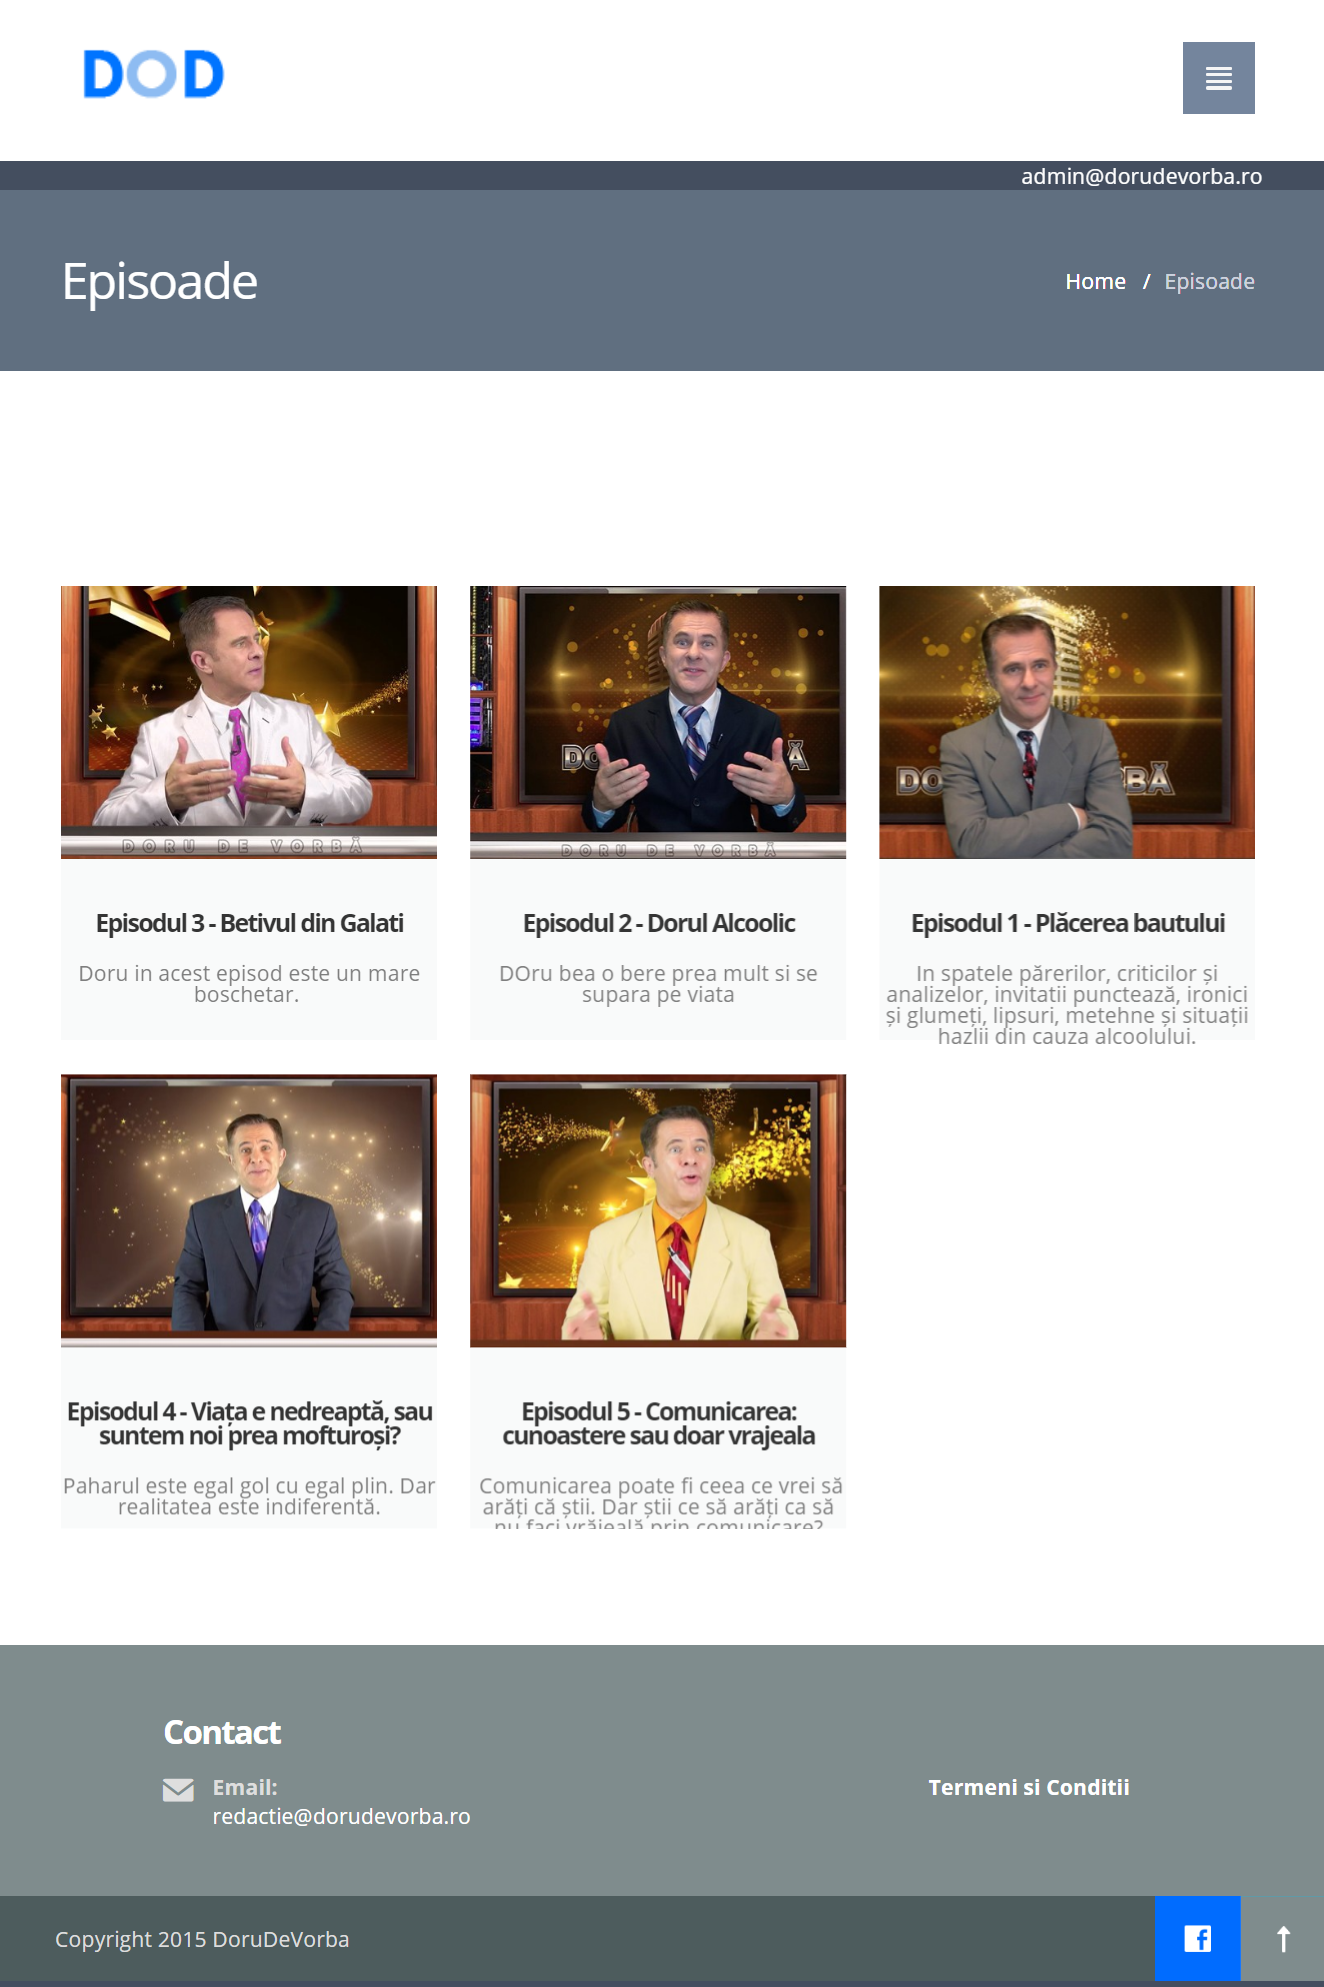 DOD
admin@dorudevorba.ro
Episoade
Home / Episoade
DORU DE VORBĂ
DORU DE VORBĂ
Episodul 3 - Betivul din Galati
Doru in acest episod este un mare
boschetar.
Episodul 2 - Dorul Alcoolic
DOru bea o bere prea mult si se
supara pe viata
Episodul 1 - Plăcerea bautului
In spatele părerilor, criticilor și
analizelor, invitatii punctează, ironici
și glumeți, lipsuri, metehne și situații
hazlii din cauza alcoolului.
Episodul 4 - Viața e nedreaptă, sau
suntem noi prea mofturoși?
Paharul este egal gol cu egal plin. Dar
realitatea este indiferentă.
Episodul 5 - Comunicarea:
cunoastere sau doar vrajeala
Comunicarea poate fi ceea ce vrei să
arăți că știi. Dar știi ce să arăți ca să
nu faci vrăjeală prin comunicare?
Contact
Email:
redactie@dorudevorba.ro
Termeni si Conditii
Copyright 2015 DoruDeVorba